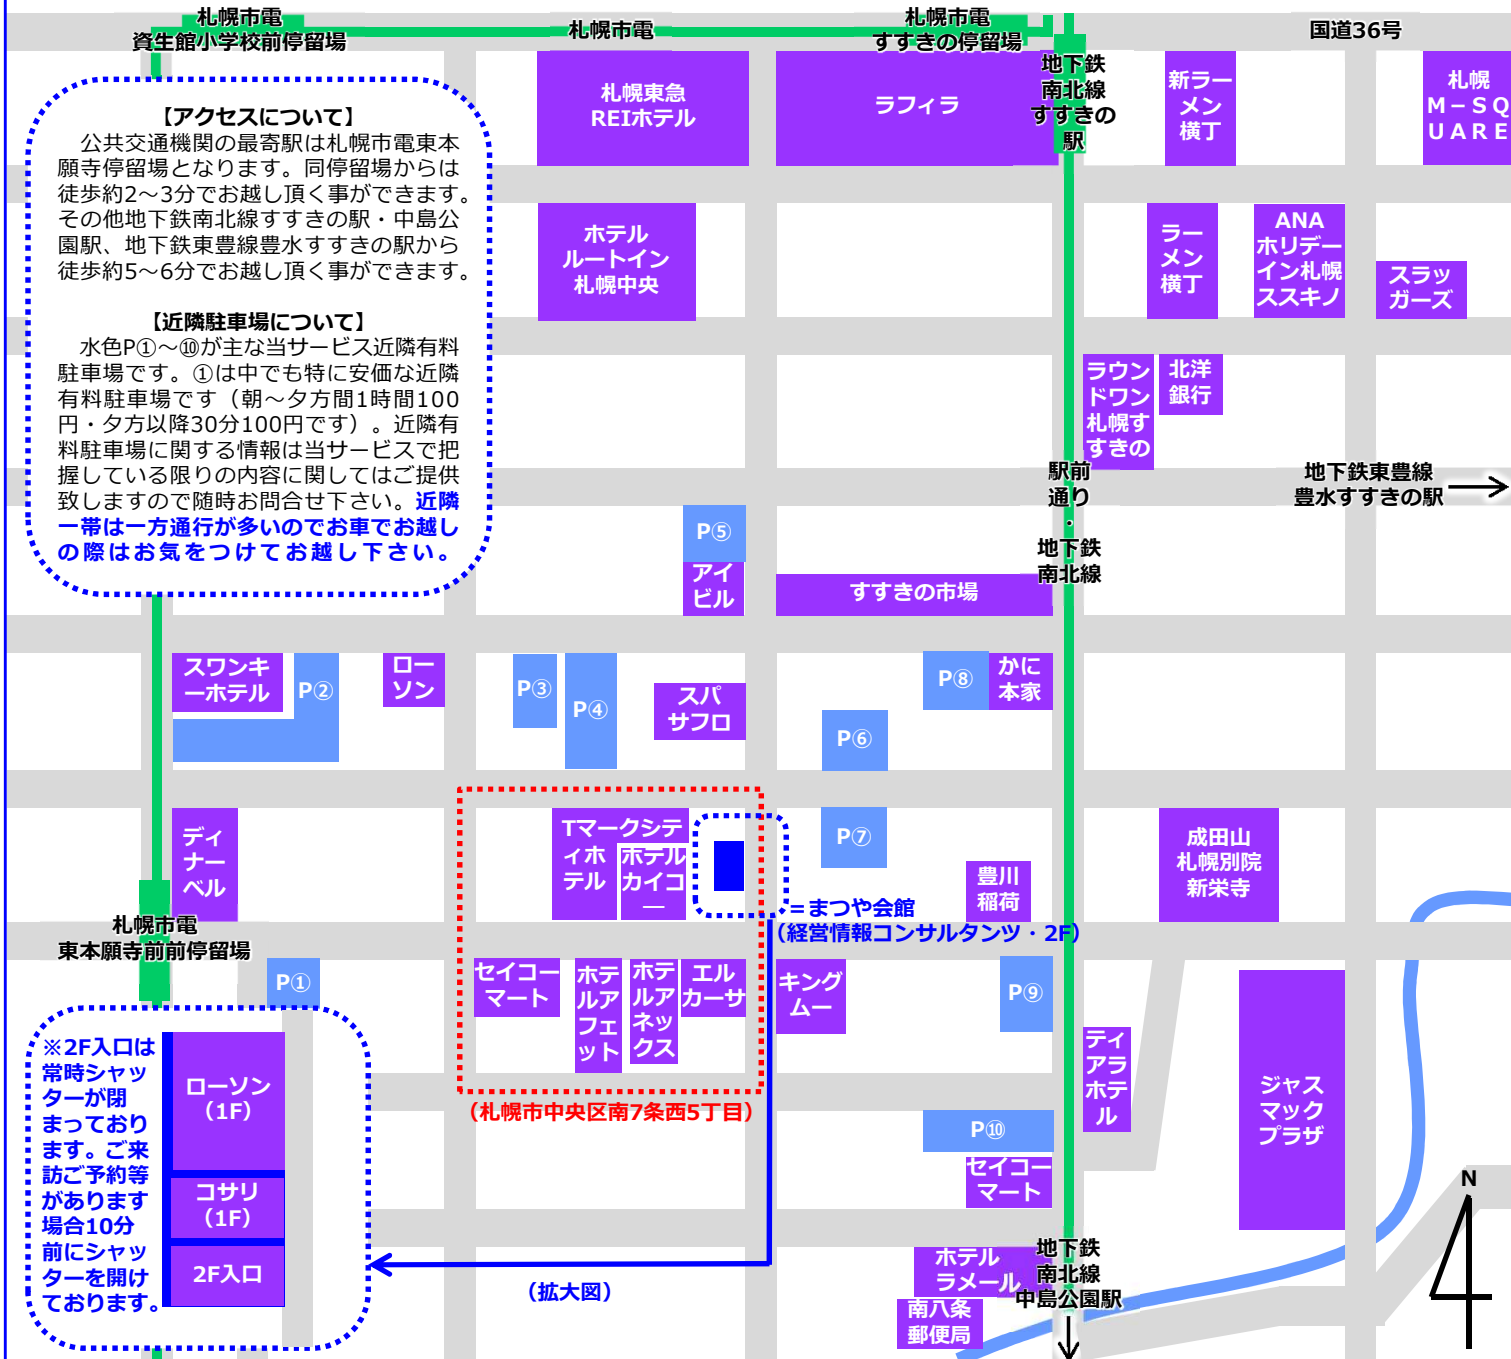 札幌市電
資生館小学校前停留場
札幌市電
札幌市電
すすきの停留場
国道36号
地下鉄
南北線
すすきの
駅
札幌東急
REIホテル
ラフィラ
新ラー
メン
横丁
札幌
M－SQ
UARE
【アクセスについて】
公共交通機関の最寄駅は札幌市電東本
願寺停留場となります。同停留場からは
徒歩約2～3分でお越し頂く事ができます。
その他地下鉄南北線すすきの駅・中島公
園駅、地下鉄東豊線豊水すすきの駅から
徒歩約5～6分でお越し頂く事ができます。
【近隣駐車場について】
水色P①～⑩が主な当サービス近隣有料
駐車場です。①は中でも特に安価な近隣
有料駐車場です（朝～夕方間1時間100
円・夕方以降30分100円です）。近隣有
料駐車場に関する情報は当サービスで把
握している限りの内容に関してはご提供
致しますので随時お問合せ下さい。近隣
一帯は一方通行が多いのでお車でお越し
の際はお気をつけてお越し下さい。
ホテル
ルートイン
札幌中央
ラー
メン
横丁
ANA
ホリデー
イン札幌
ススキノ
スラッ
ガーズ
ラウン
ドワン
札幌す
すきの
北洋
銀行
駅前
通り
・
地下鉄
南北線
地下鉄東豊線
豊水すすきの駅
P⑤
アイ
ビル
すすきの市場
スワンキ
ーホテル
P②
ロー
ソン
P③
P④
スパ
サフロ
P⑧
かに
本家
P⑥
ディ
ナー
ベル
Tマークシテ
ィホ
テル
ホテル
カイコ
ー
P⑦
豊川
稲荷
成田山
札幌別院
新栄寺
=まつや会館
（経営情報コンサルタンツ・2F）
札幌市電
東本願寺前前停留場
P①
セイコー
マート
ホテ
ルア
フェ
ット
ホテ
ルア
ネッ
クス
エル
カーサ
キング
ムー
P⑨
ティ
アラ
ホテ
ル
ジャス
マック
プラザ
（札幌市中央区南7条西5丁目）
P⑩
セイコー
マート
※2F入口は
常時シャッ
ターが閉
まっており
ます。ご来
訪ご予約等
があります
場合10分
前にシャッ
ターを開け
ております。
ローソン
（1F）
コサリ
（1F）
2F入口
（拡大図）
ホテル
ラメール
南八条
郵便局
地下鉄
南北線
中島公園駅
N